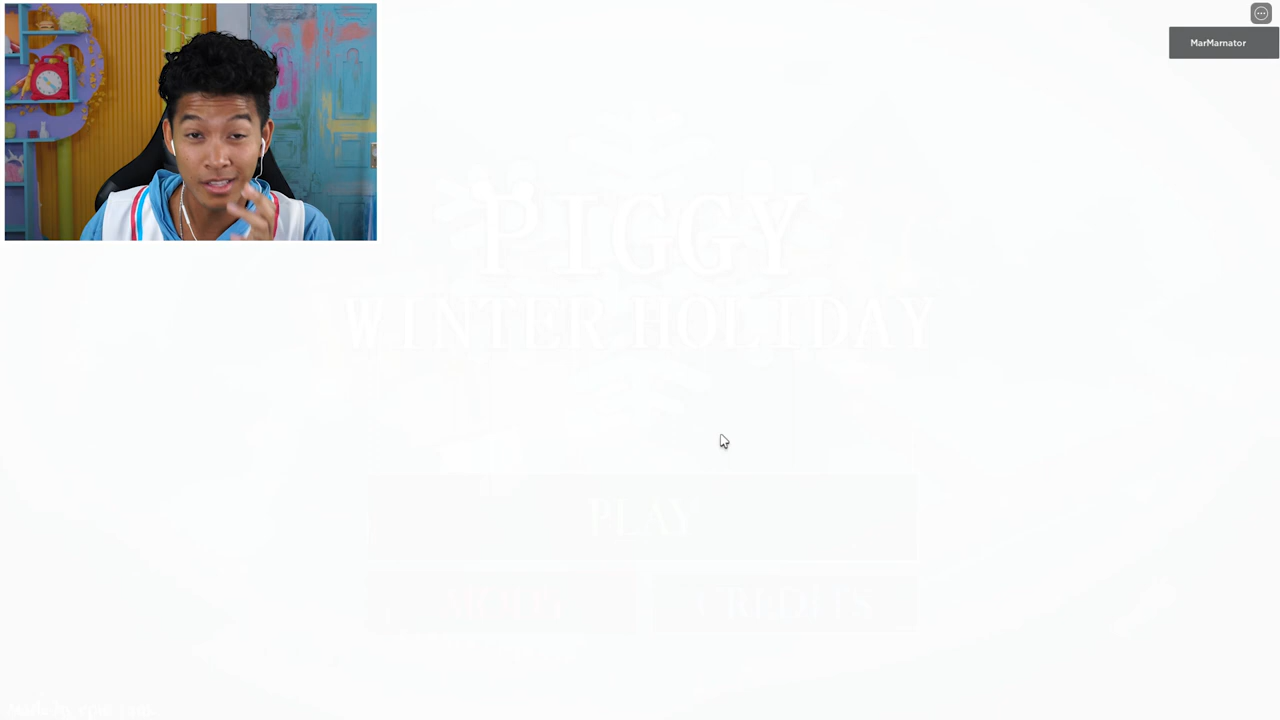 MarMarnator
PIGGY
WINTER HOLIDAY
PLAY
CREDITS